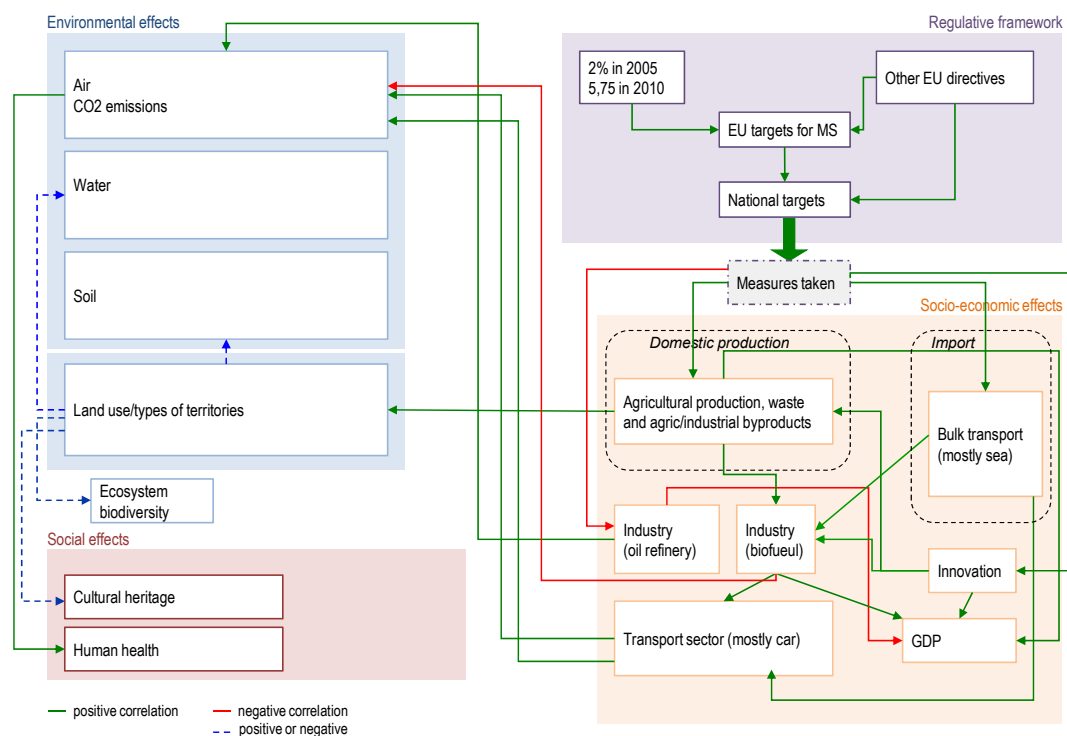 Environmental effects
Regulative framework
Air
CO2 emissions
2% in 2005
5,75 in 2010
Other EU directives
EU targets for MS
Water
National targets
Measures taken
Soil
Socio-economic effects
Domestic production
Import
Land use/types of territories
Agricultural production, waste
and agric/industrial byproducts
Bulk transport
(mostly sea)
Ecosystem
biodiversity
Industry
(oil refinery)
Industry
(biofueul)
Social effects
Innovation
Cultural heritage
Human health
Transport sector (mostly car)
GDP
positive correlation
negative correlation
positive or negative